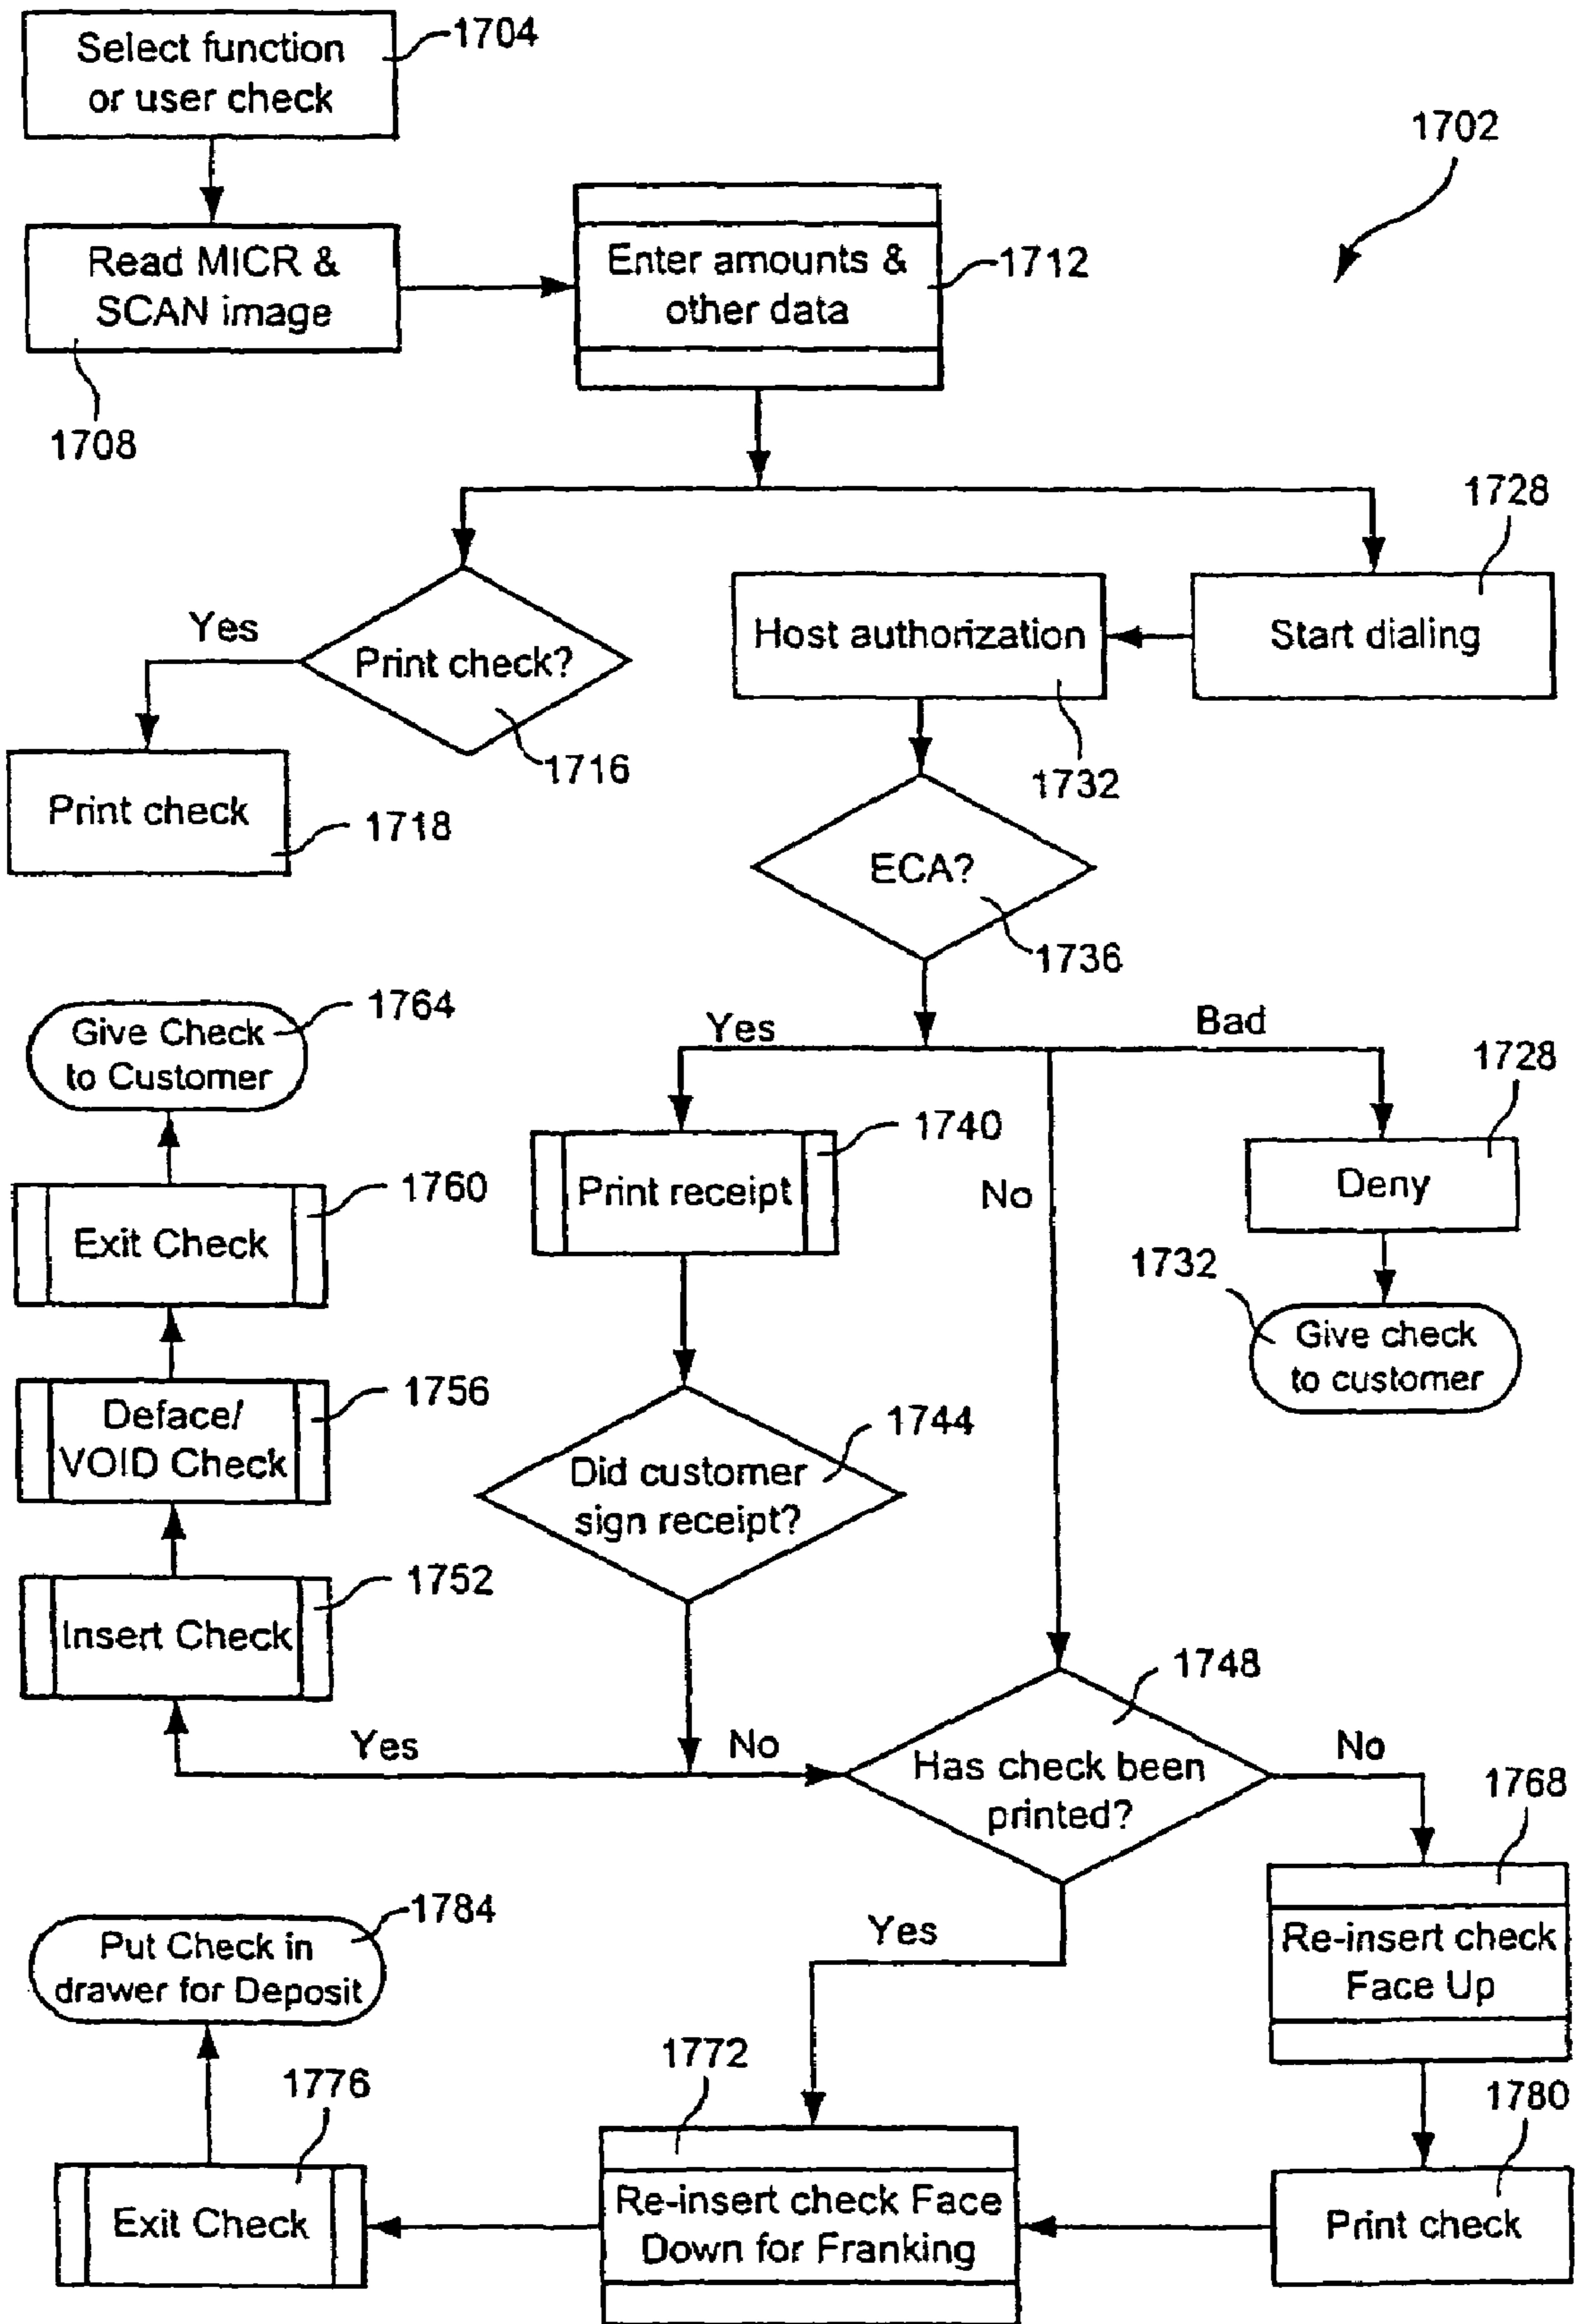 Select function
or user check
1704
1702
Read MICR &
SCAN image
1708
Enter amounts &
other data
1712
1728
Yes
Print check?
1716
Host authorization
1732
Start dialing
Print check
1718
ECA?
1736
Give Check
to Customer
1764
Yes
No
Bad
1728
Exit Check
1760
Print receipt
1740
Deny
1732
Give check
to customer
Deface/
VOID Check
1756
Did customer
sign receipt?
1744
Insert Check
1752
Yes
No
Has check been
printed?
1748
No
1768
Re-insert check
Face Up
Yes
Put Check in
drawer for Deposit
1784
1776
Exit Check
1772
Re-insert check Face
Down for Franking
1780
Print check